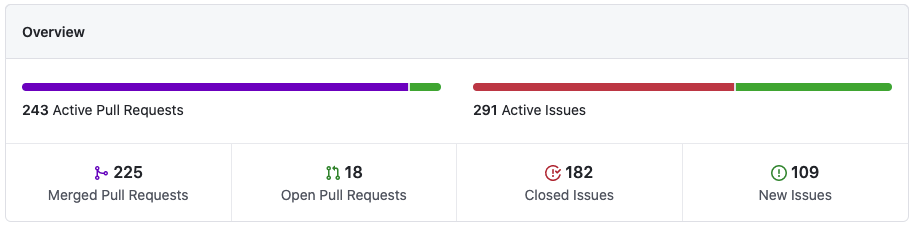 Overview
243 Active Pull Requests
291 Active Issues
225
Merged Pull Requests
18
Open Pull Requests
182
Closed Issues
109
New Issues